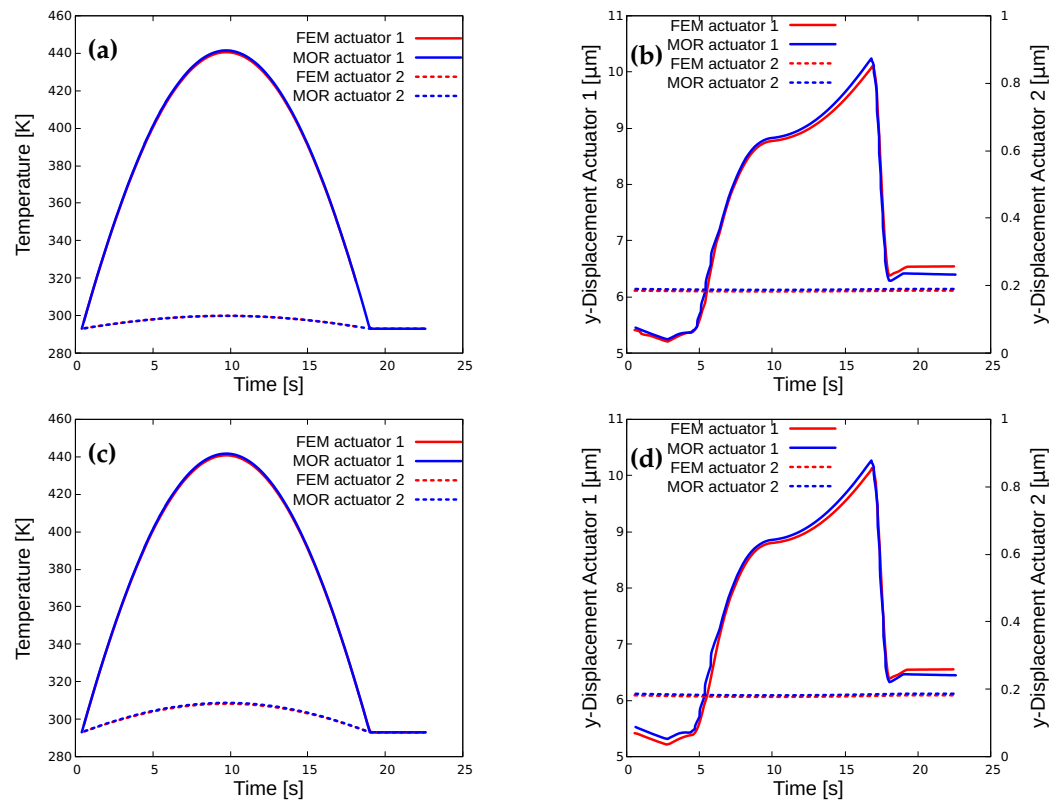 (a)
FEM actuator 1
MOR actuator 1
FEM actuator 2
MOR actuator 2
Temperature [K]
460
440
420
400
380
360
340
320
300
280
0 5 10 15 20 25
Time [s]
(b)
FEM actuator 1
MOR actuator 1
FEM actuator 2
MOR actuator 2
y-Displacement Actuator 1 [µm]
11
10
9
8
7
6
5
0 5 10 15 20 25
Time [s]
y-Displacement Actuator 2 [µm]
1
0.8
0.6
0.4
0.2
0
(c)
FEM actuator 1
MOR actuator 1
FEM actuator 2
MOR actuator 2
Temperature [K]
460
440
420
400
380
360
340
320
300
280
0 5 10 15 20 25
Time [s]
(d)
FEM actuator 1
MOR actuator 1
FEM actuator 2
MOR actuator 2
y-Displacement Actuator 1 [µm]
11
10
9
8
7
6
5
0 5 10 15 20 25
Time [s]
y-Displacement Actuator 2 [µm]
1
0.8
0.6
0.4
0.2
0